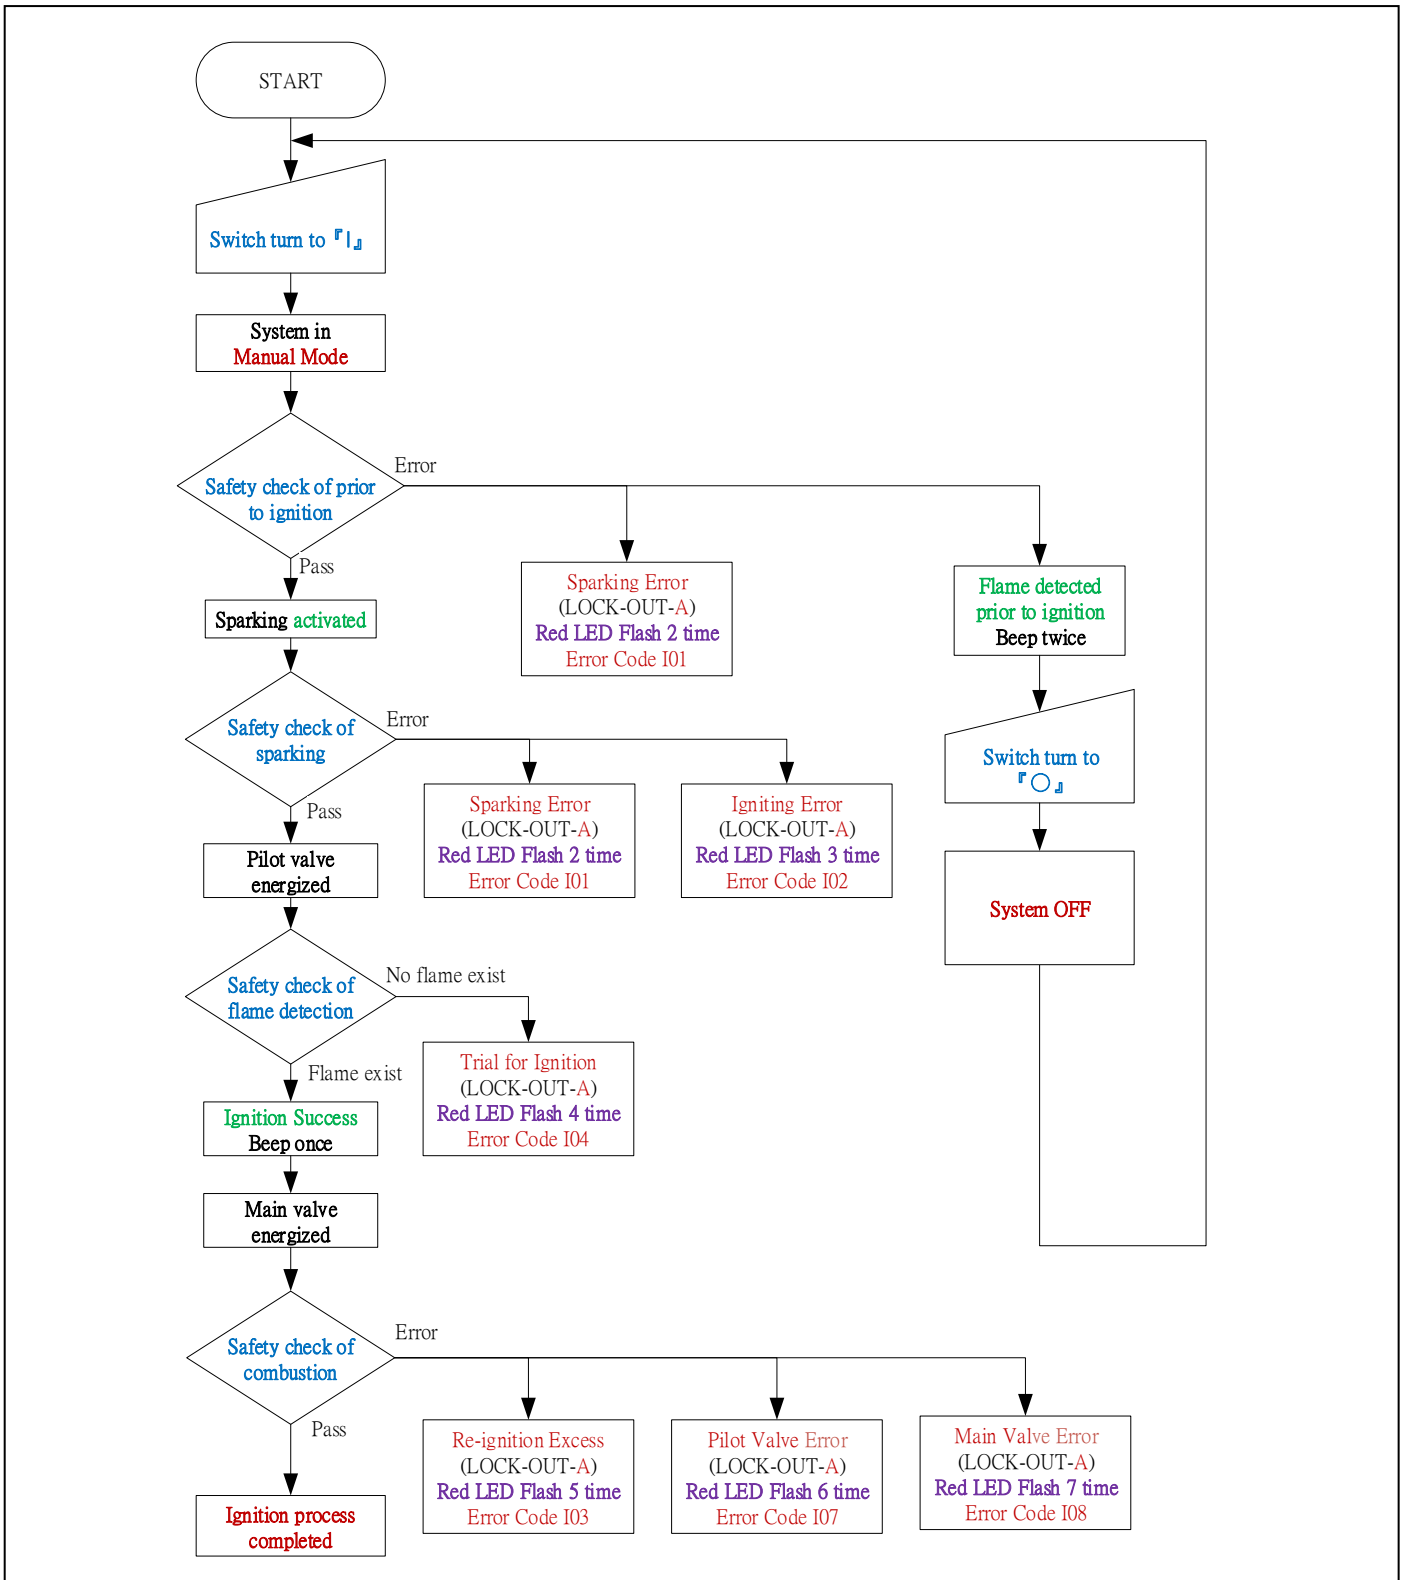 START
Switch turn to『|』
System in
Manual Mode
Safety check of prior
to ignition
Error
Pass
Sparking Error
(LOCK-OUT-A)
Red LED Flash 2 time
Error Code I01
Flame detected
prior to ignition
Beep twice
Sparking activated
Safety check of
sparking
Error
Pass
Switch turn to
『○』
Sparking Error
(LOCK-OUT-A)
Red LED Flash 2 time
Error Code I01
Igniting Error
(LOCK-OUT-A)
Red LED Flash 3 time
Error Code I02
Pilot valve
energized
System OFF
Safety check of
flame detection
No flame exist
Flame exist
Trial for Ignition
(LOCK-OUT-A)
Red LED Flash 4 time
Error Code I04
Ignition Success
Beep once
Main valve
energized
Safety check of
combustion
Error
Pass
Re-ignition Excess
(LOCK-OUT-A)
Red LED Flash 5 time
Error Code I03
Pilot Valve Error
(LOCK-OUT-A)
Red LED Flash 6 time
Error Code I07
Main Valve Error
(LOCK-OUT-A)
Red LED Flash 7 time
Error Code I08
Ignition process
completed